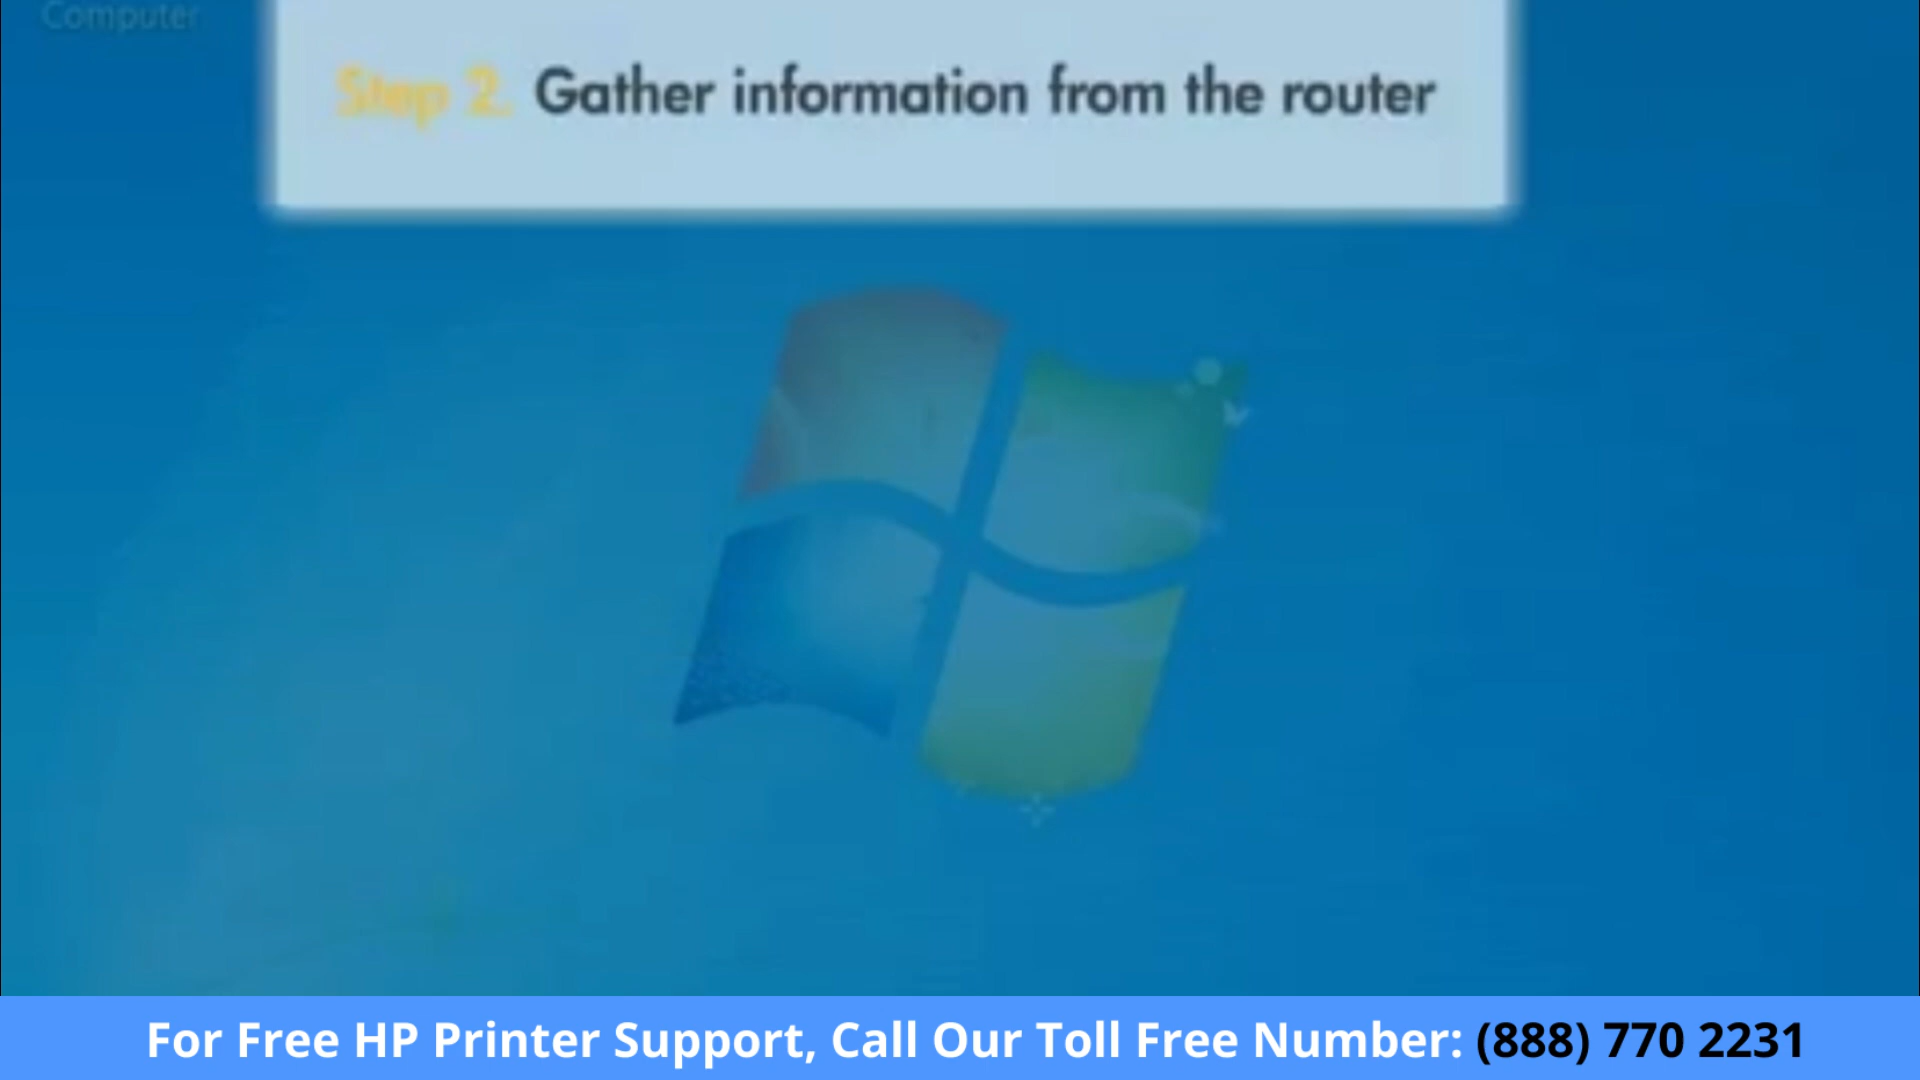 Computer
Step 2. Gather information from the router
For Free HP Printer Support, Call Our Toll Free Number: (888) 770 2231